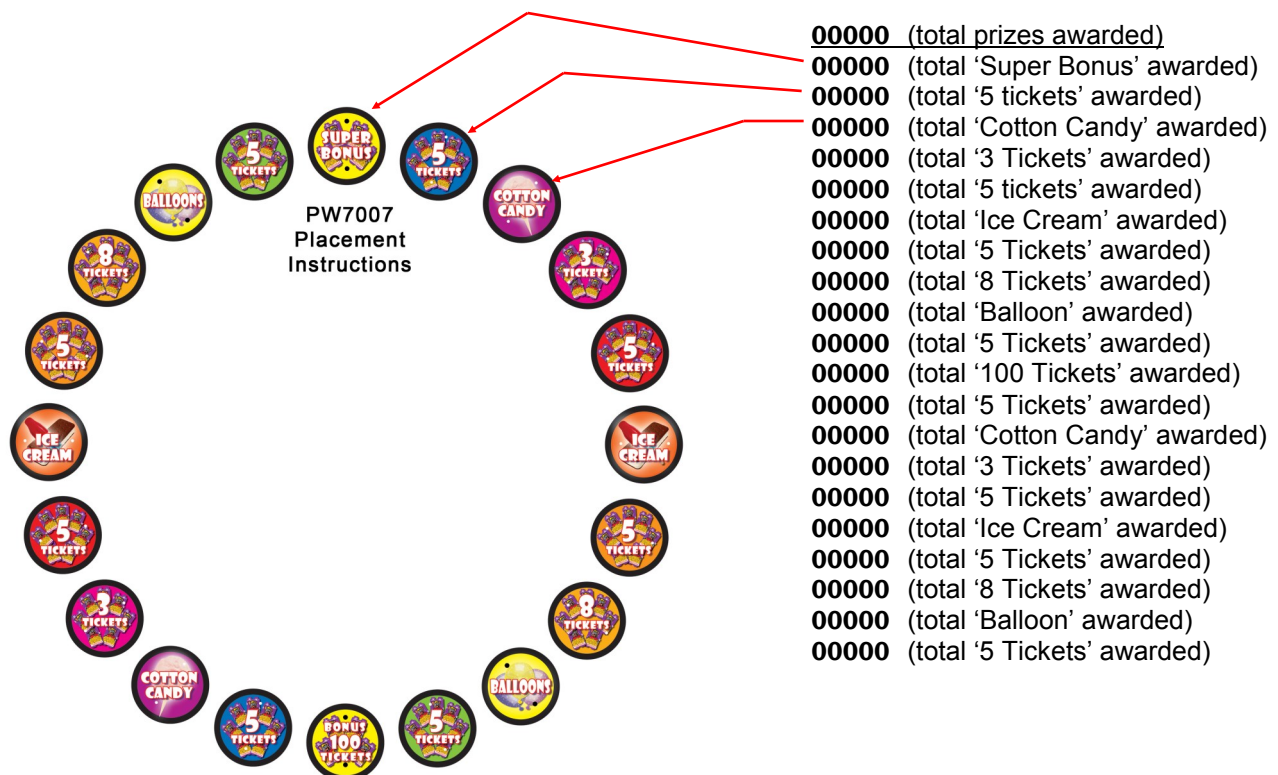 00000 (total prizes awarded)
00000 (total ‘Super Bonus’ awarded)
00000 (total ‘5 tickets’ awarded)
00000 (total ‘Cotton Candy’ awarded)
00000 (total ‘3 Tickets’ awarded)
00000 (total ‘5 tickets’ awarded)
00000 (total ‘Ice Cream’ awarded)
00000 (total ‘5 Tickets’ awarded)
00000 (total ‘8 Tickets’ awarded)
00000 (total ‘Balloon’ awarded)
00000 (total ‘5 Tickets’ awarded)
00000 (total ‘100 Tickets’ awarded)
00000 (total ‘5 Tickets’ awarded)
00000 (total ‘Cotton Candy’ awarded)
00000 (total ‘3 Tickets’ awarded)
00000 (total ‘5 Tickets’ awarded)
00000 (total ‘Ice Cream’ awarded)
00000 (total ‘5 Tickets’ awarded)
00000 (total ‘8 Tickets’ awarded)
00000 (total ‘Balloon’ awarded)
00000 (total ‘5 Tickets’ awarded)
PW7007
Placement
Instructions
SUPER
BONUS
5
TICKETS
COTTON
CANDY
3
TICKETS
5
TICKETS
ICE
CREAM
5
TICKETS
8
TICKETS
BALLOONS
5
TICKETS
BONUS
100
TICKETS
5
TICKETS
COTTON
CANDY
3
TICKETS
5
TICKETS
ICE
CREAM
5
TICKETS
8
TICKETS
BALLOONS
5
TICKETS